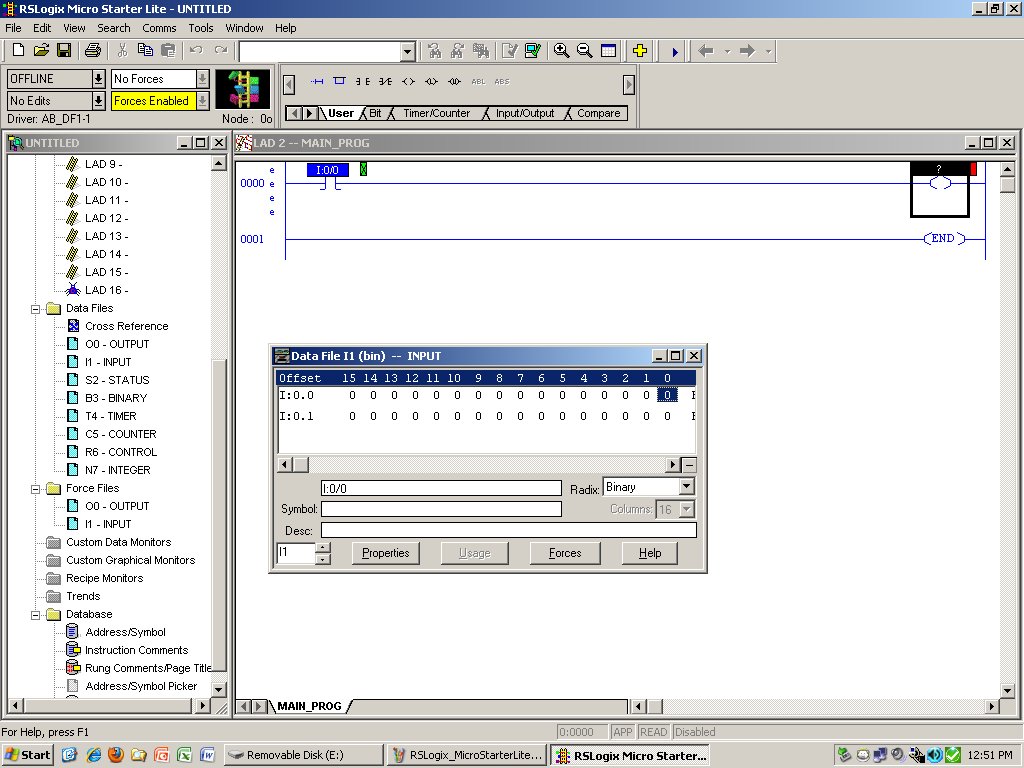 RSLogix Micro Starter Lite - UNTITLED
File Edit View Search Comms Tools Window Help
OFFLINE No Forces
No Edits Forces Enabled
Driver: AB_DF1-1 Node : 0o
ABL ABS
User Bit Timer/Counter Input/Output Compare
UNTITLED
LAD 9 -
LAD 10 -
LAD 11 -
LAD 12 -
LAD 13 -
LAD 14 -
LAD 15 -
LAD 16 -
Data Files
Cross Reference
O0 - OUTPUT
I1 - INPUT
S2 - STATUS
B3 - BINARY
T4 - TIMER
C5 - COUNTER
R6 - CONTROL
N7 - INTEGER
Force Files
O0 - OUTPUT
I1 - INPUT
Custom Data Monitors
Custom Graphical Monitors
Recipe Monitors
Trends
Database
Address/Symbol
Instruction Comments
Rung Comments/Page Title
Address/Symbol Picker
LAD 2 -- MAIN_PROG
e I:0/0 ?
0000 e
e
e
0001 END
Data File I1 (bin) -- INPUT
Offset 15 14 13 12 11 10 9 8 7 6 5 4 3 2 1 0
I:0.0 0 0 0 0 0 0 0 0 0 0 0 0 0 0 0 0
I:0.1 0 0 0 0 0 0 0 0 0 0 0 0 0 0 0 0
I:0/0 Radix: Binary
Symbol: Columns: 16
Desc:
I1 Properties Usage Forces Help
MAIN_PROG
For Help, press F1 0:0000 APP READ Disabled
Start Removable Disk (E:) RSLogix_MicroStarterLite... RSLogix Micro Starter... 12:51 PM